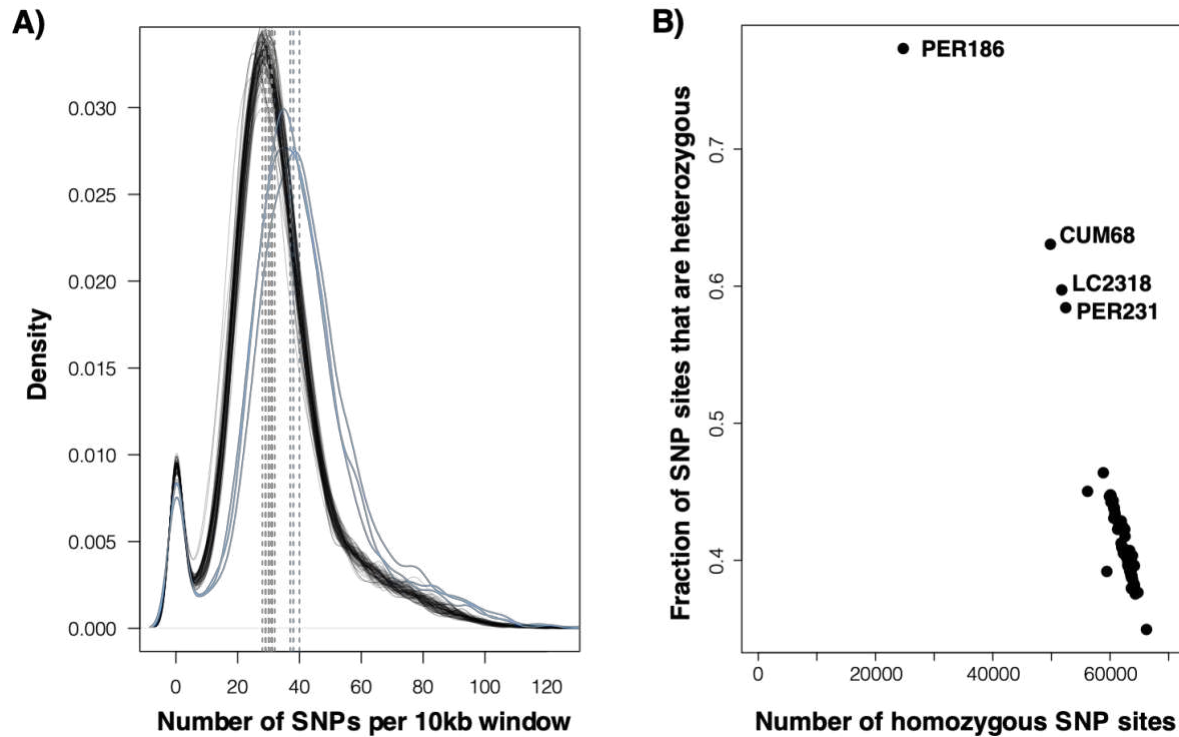 A)
0.030
0.025
0.020
0.015
0.010
0.005
0.000
Density
0 20 40 60 80 100 120
Number of SNPs per 10kb window
B)
PER186
CUM68
LC2318
PER231
0.7
0.6
0.5
0.4
Fraction of SNP sites that are heterozygous
0 20000 40000 60000
Number of homozygous SNP sites